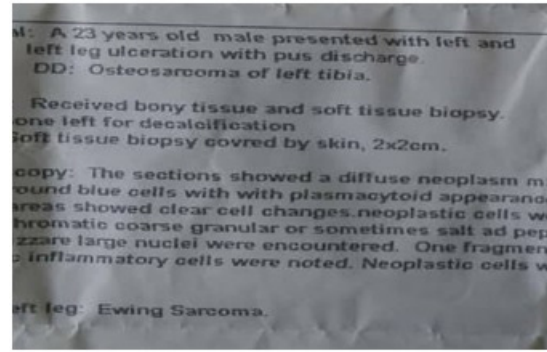 al: A 23 years old male presented with left and
left leg ulceration with pus discharge.
DD: Osteosarcoma of left tibia.
Received bony tissue and soft tissue biopsy.
one left for decalcification
Soft tissue biopsy covred by skin, 2x2cm.
copy: The sections showed a diffuse neoplasm m
ound blue cells with with plasmacytoid appearanc
areas showed clear cell changes.neoplastic cells w
hromatic coarse granular or sometimes salt ad pep
zzare large nuclei were encountered. One fragmen
c inflammatory cells were noted. Neoplastic cells w
eft leg: Ewing Sarcoma.